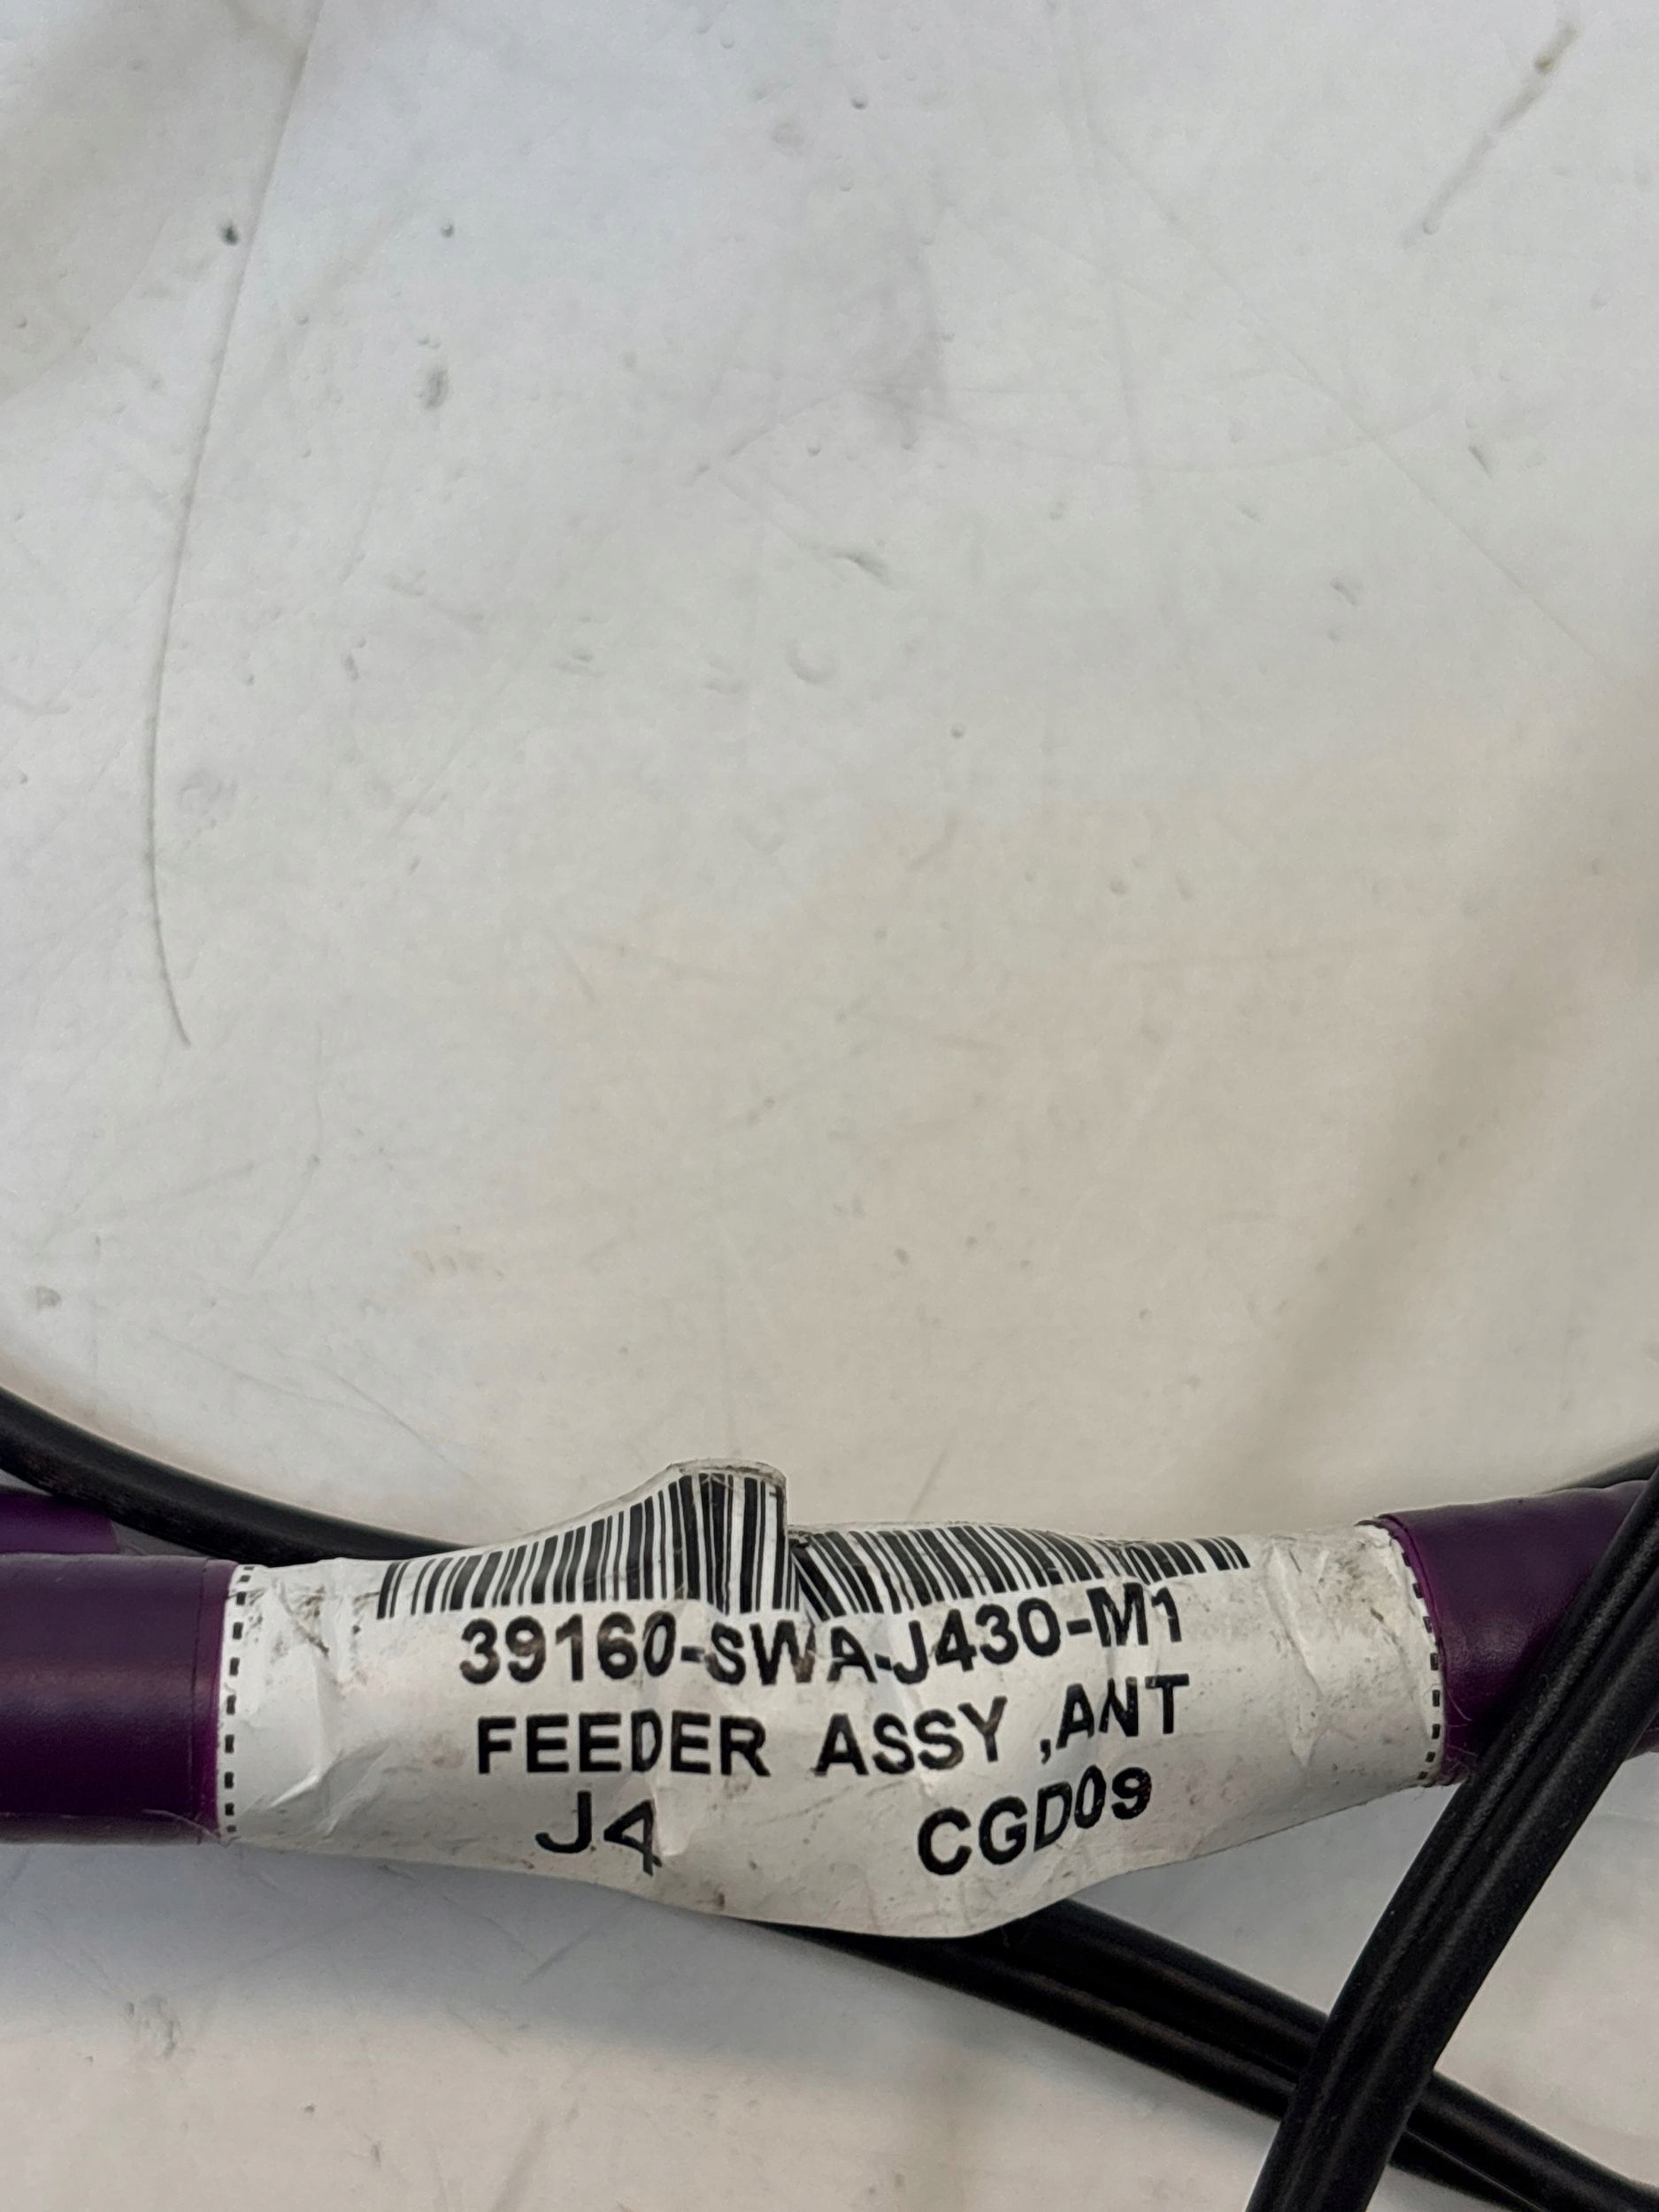 39160-SWA-J430-M1
FEEDER ASSY ,ANT
J4 CGD09